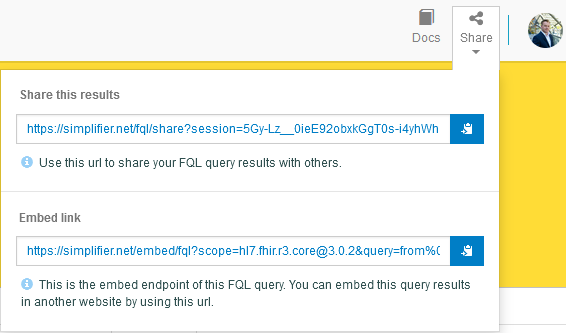 Docs
Share
Share this results
https://simplifier.net/fql/share?session=5Gy-Lz__0ieE92obxkGgT0s-i4yhWh
Use this url to share your FQL query results with others.
Embed link
https://simplifier.net/embed/fql?scope=hl7.fhir.r3.core@3.0.2&query=from%0
This is the embed endpoint of this FQL query. You can embed this query results
in another website by using this url.